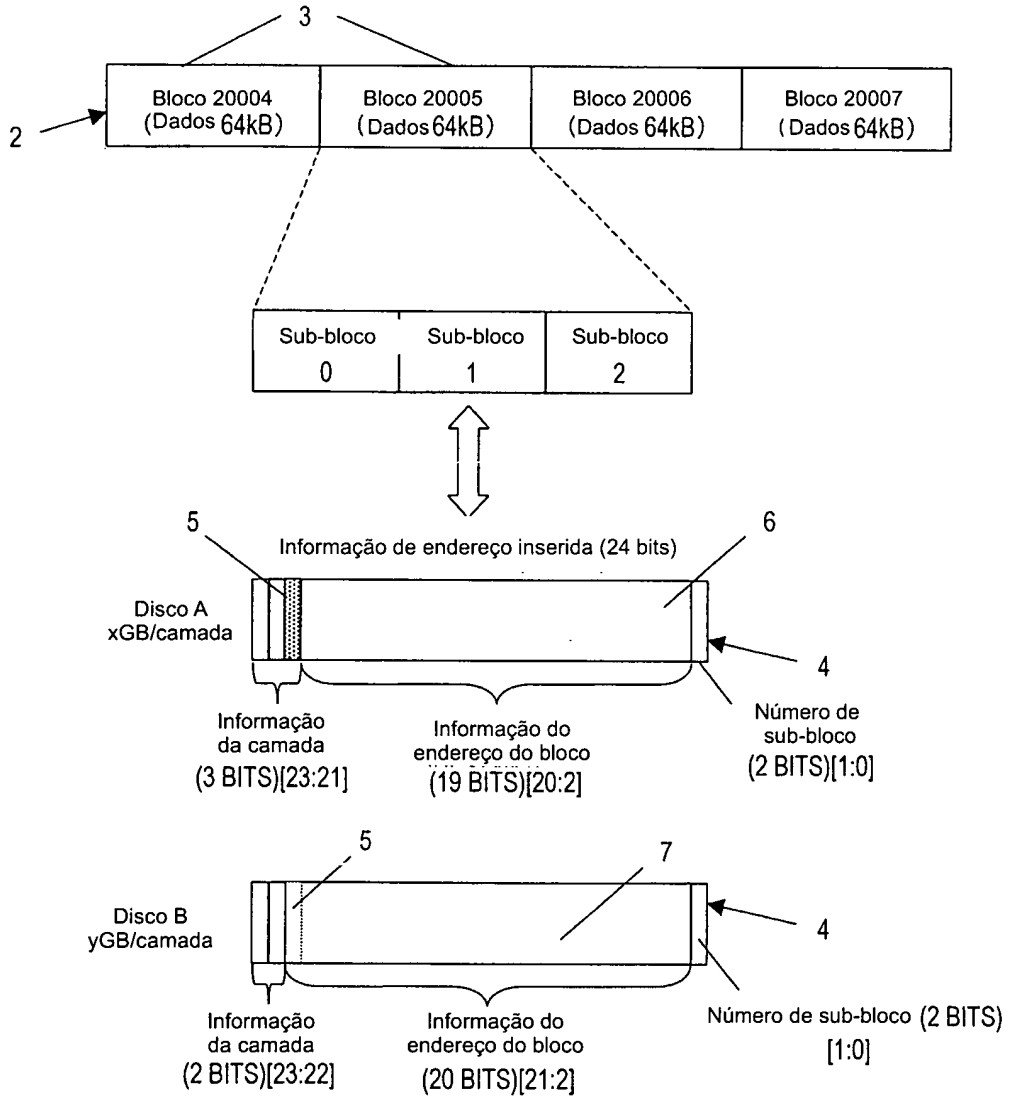 3
Bloco 20004
(Dados 64kB)
Bloco 20005
(Dados 64kB)
Bloco 20006
(Dados 64kB)
Bloco 20007
(Dados 64kB)
2
Sub-bloco
0
Sub-bloco
1
Sub-bloco
2
5
6
Informação de endereço inserida (24 bits)
Disco A
xGB/camada
4
Informação
da camada
(3 BITS)[23:21]
Informação do
endereço do bloco
(19 BITS)[20:2]
Número de
sub-bloco
(2 BITS)[1:0]
5
7
Disco B
yGB/camada
4
Informação
da camada
(2 BITS)[23:22]
Informação do
endereço do bloco
(20 BITS)[21:2]
Número de sub-bloco (2 BITS)
[1:0]